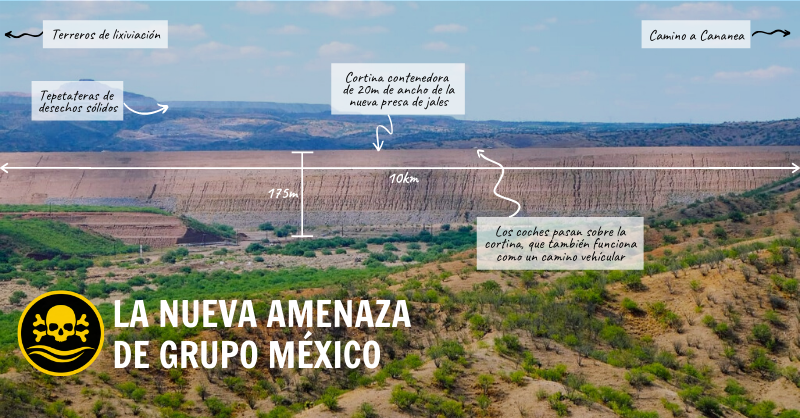 Terreros de lixiviación
Camino a Cananea
Tepetateras de
desechos sólidos
Cortina contenedora
de 20m de ancho de la
nueva presa de jales
10km
175m
Los coches pasan sobre la
cortina, que también funciona
como un camino vehicular
LA NUEVA AMENAZA
DE GRUPO MÉXICO